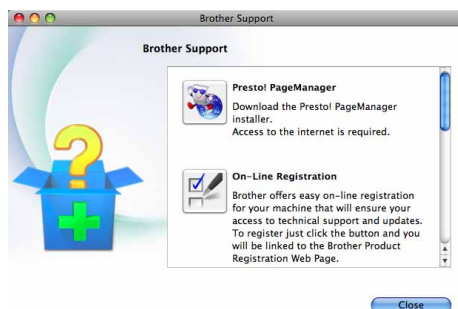 Brother Support
Brother Support
Presto! PageManager
Download the Presto! PageManager
installer.
Access to the internet is required.
On-Line Registration
Brother offers easy on-line registration
for your machine that will ensure your
access to technical support and updates.
To register just click the button and you
will be linked to the Brother Product
Registration Web Page.
Close